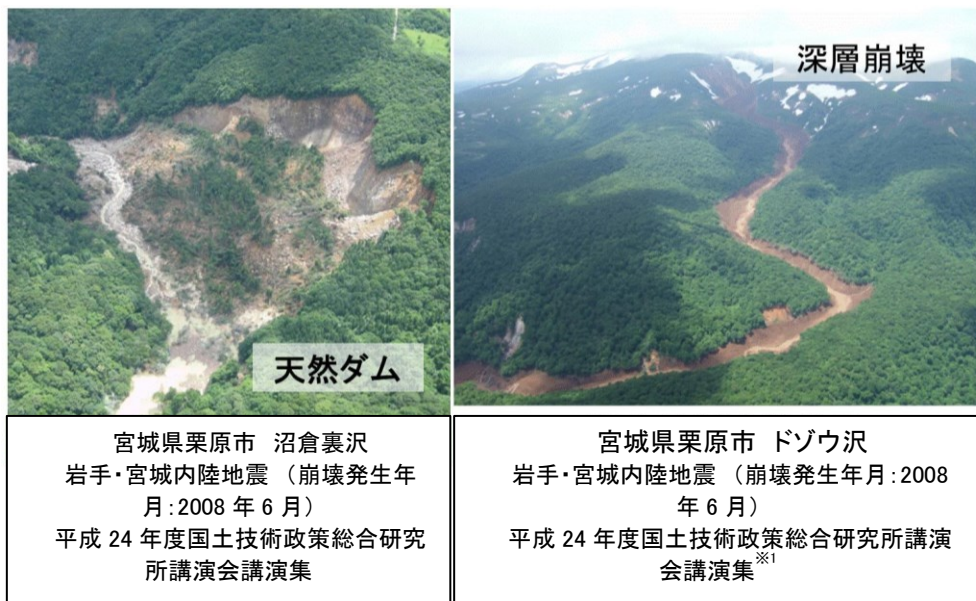 天然ダム
深層崩壊
宮城県栗原市 沼倉裏沢
岩手・宮城内陸地震 （崩壊発生年
月：2008 年 6 月）
平成 24 年度国土技術政策総合研究
所講演会講演集
宮城県栗原市 ドゾウ沢
岩手・宮城内陸地震 （崩壊発生年月：2008
年 6 月）
平成 24 年度国土技術政策総合研究所講演
会講演集※1